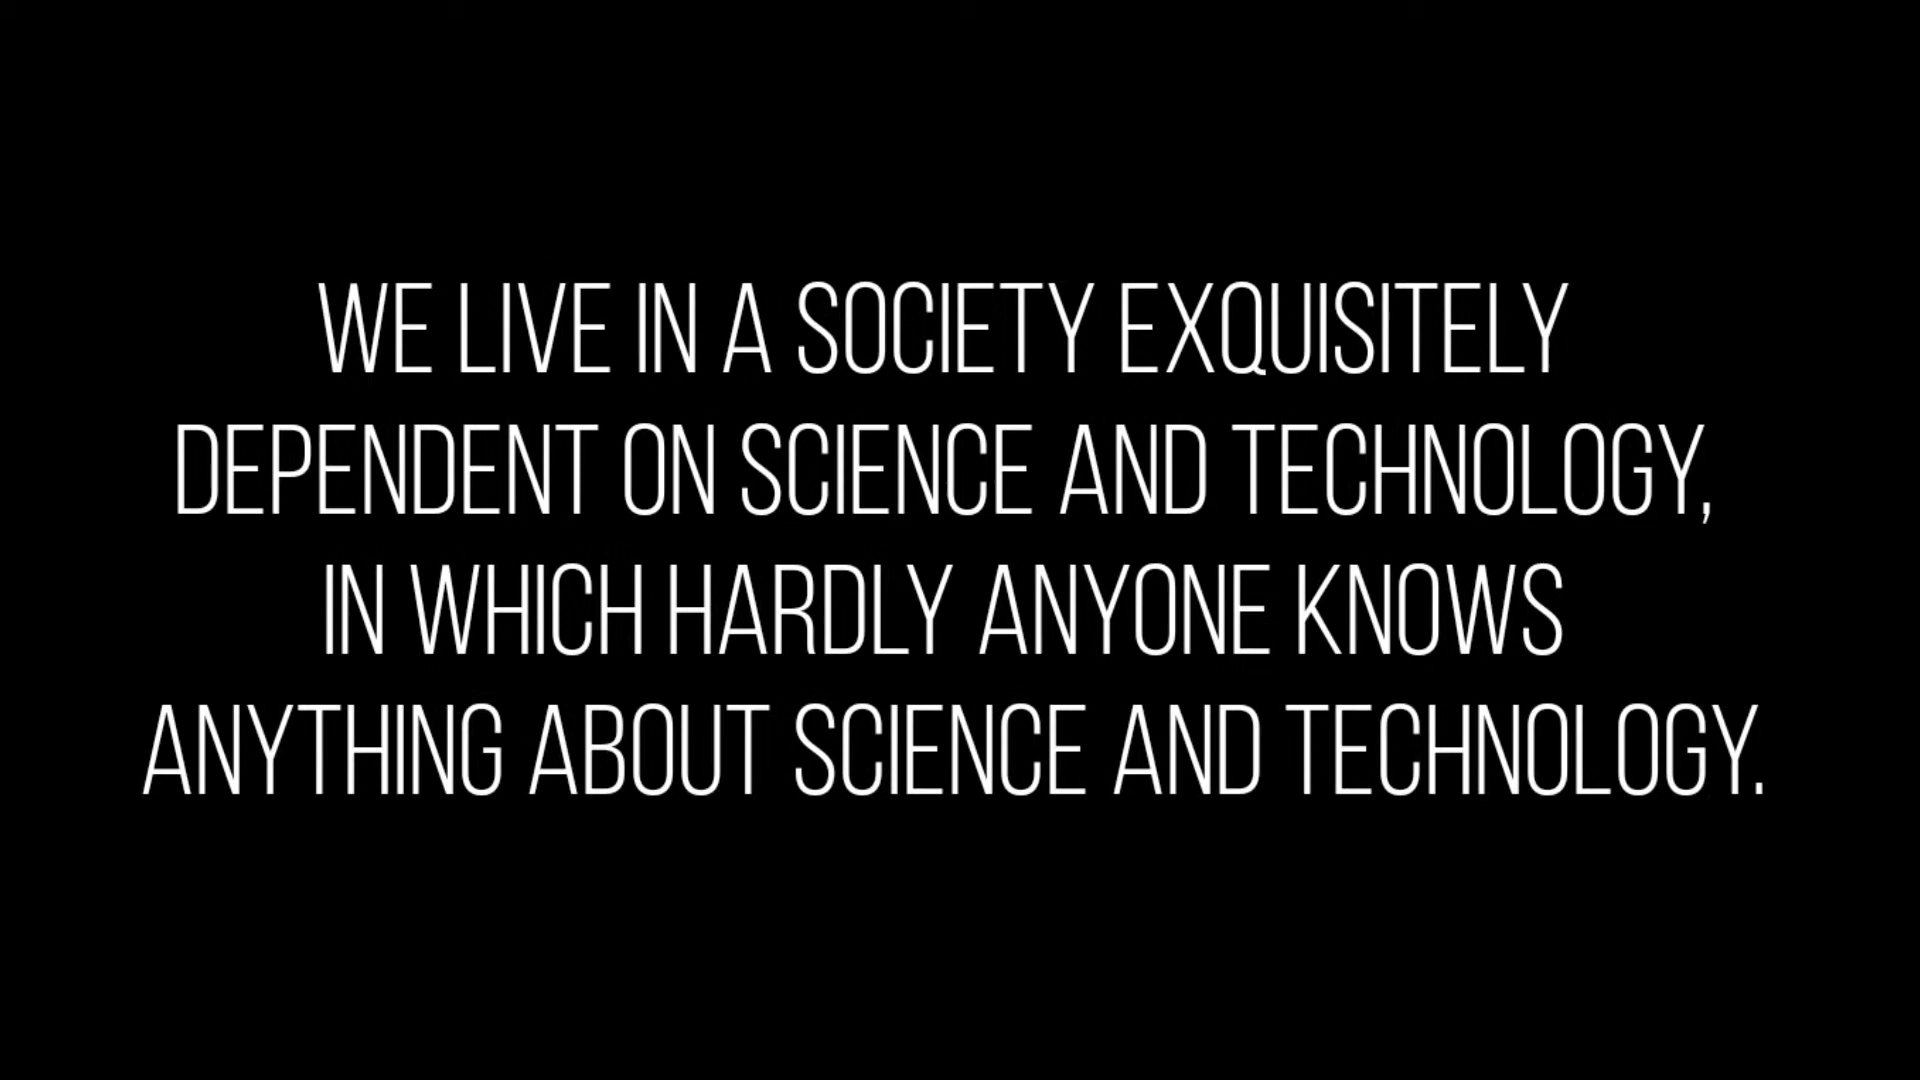 WE LIVE IN A SOCIETY EXQUISITELY
DEPENDENT ON SCIENCE AND TECHNOLOGY,
IN WHICH HARDLY ANYONE KNOWS
ANYTHING ABOUT SCIENCE AND TECHNOLOGY.